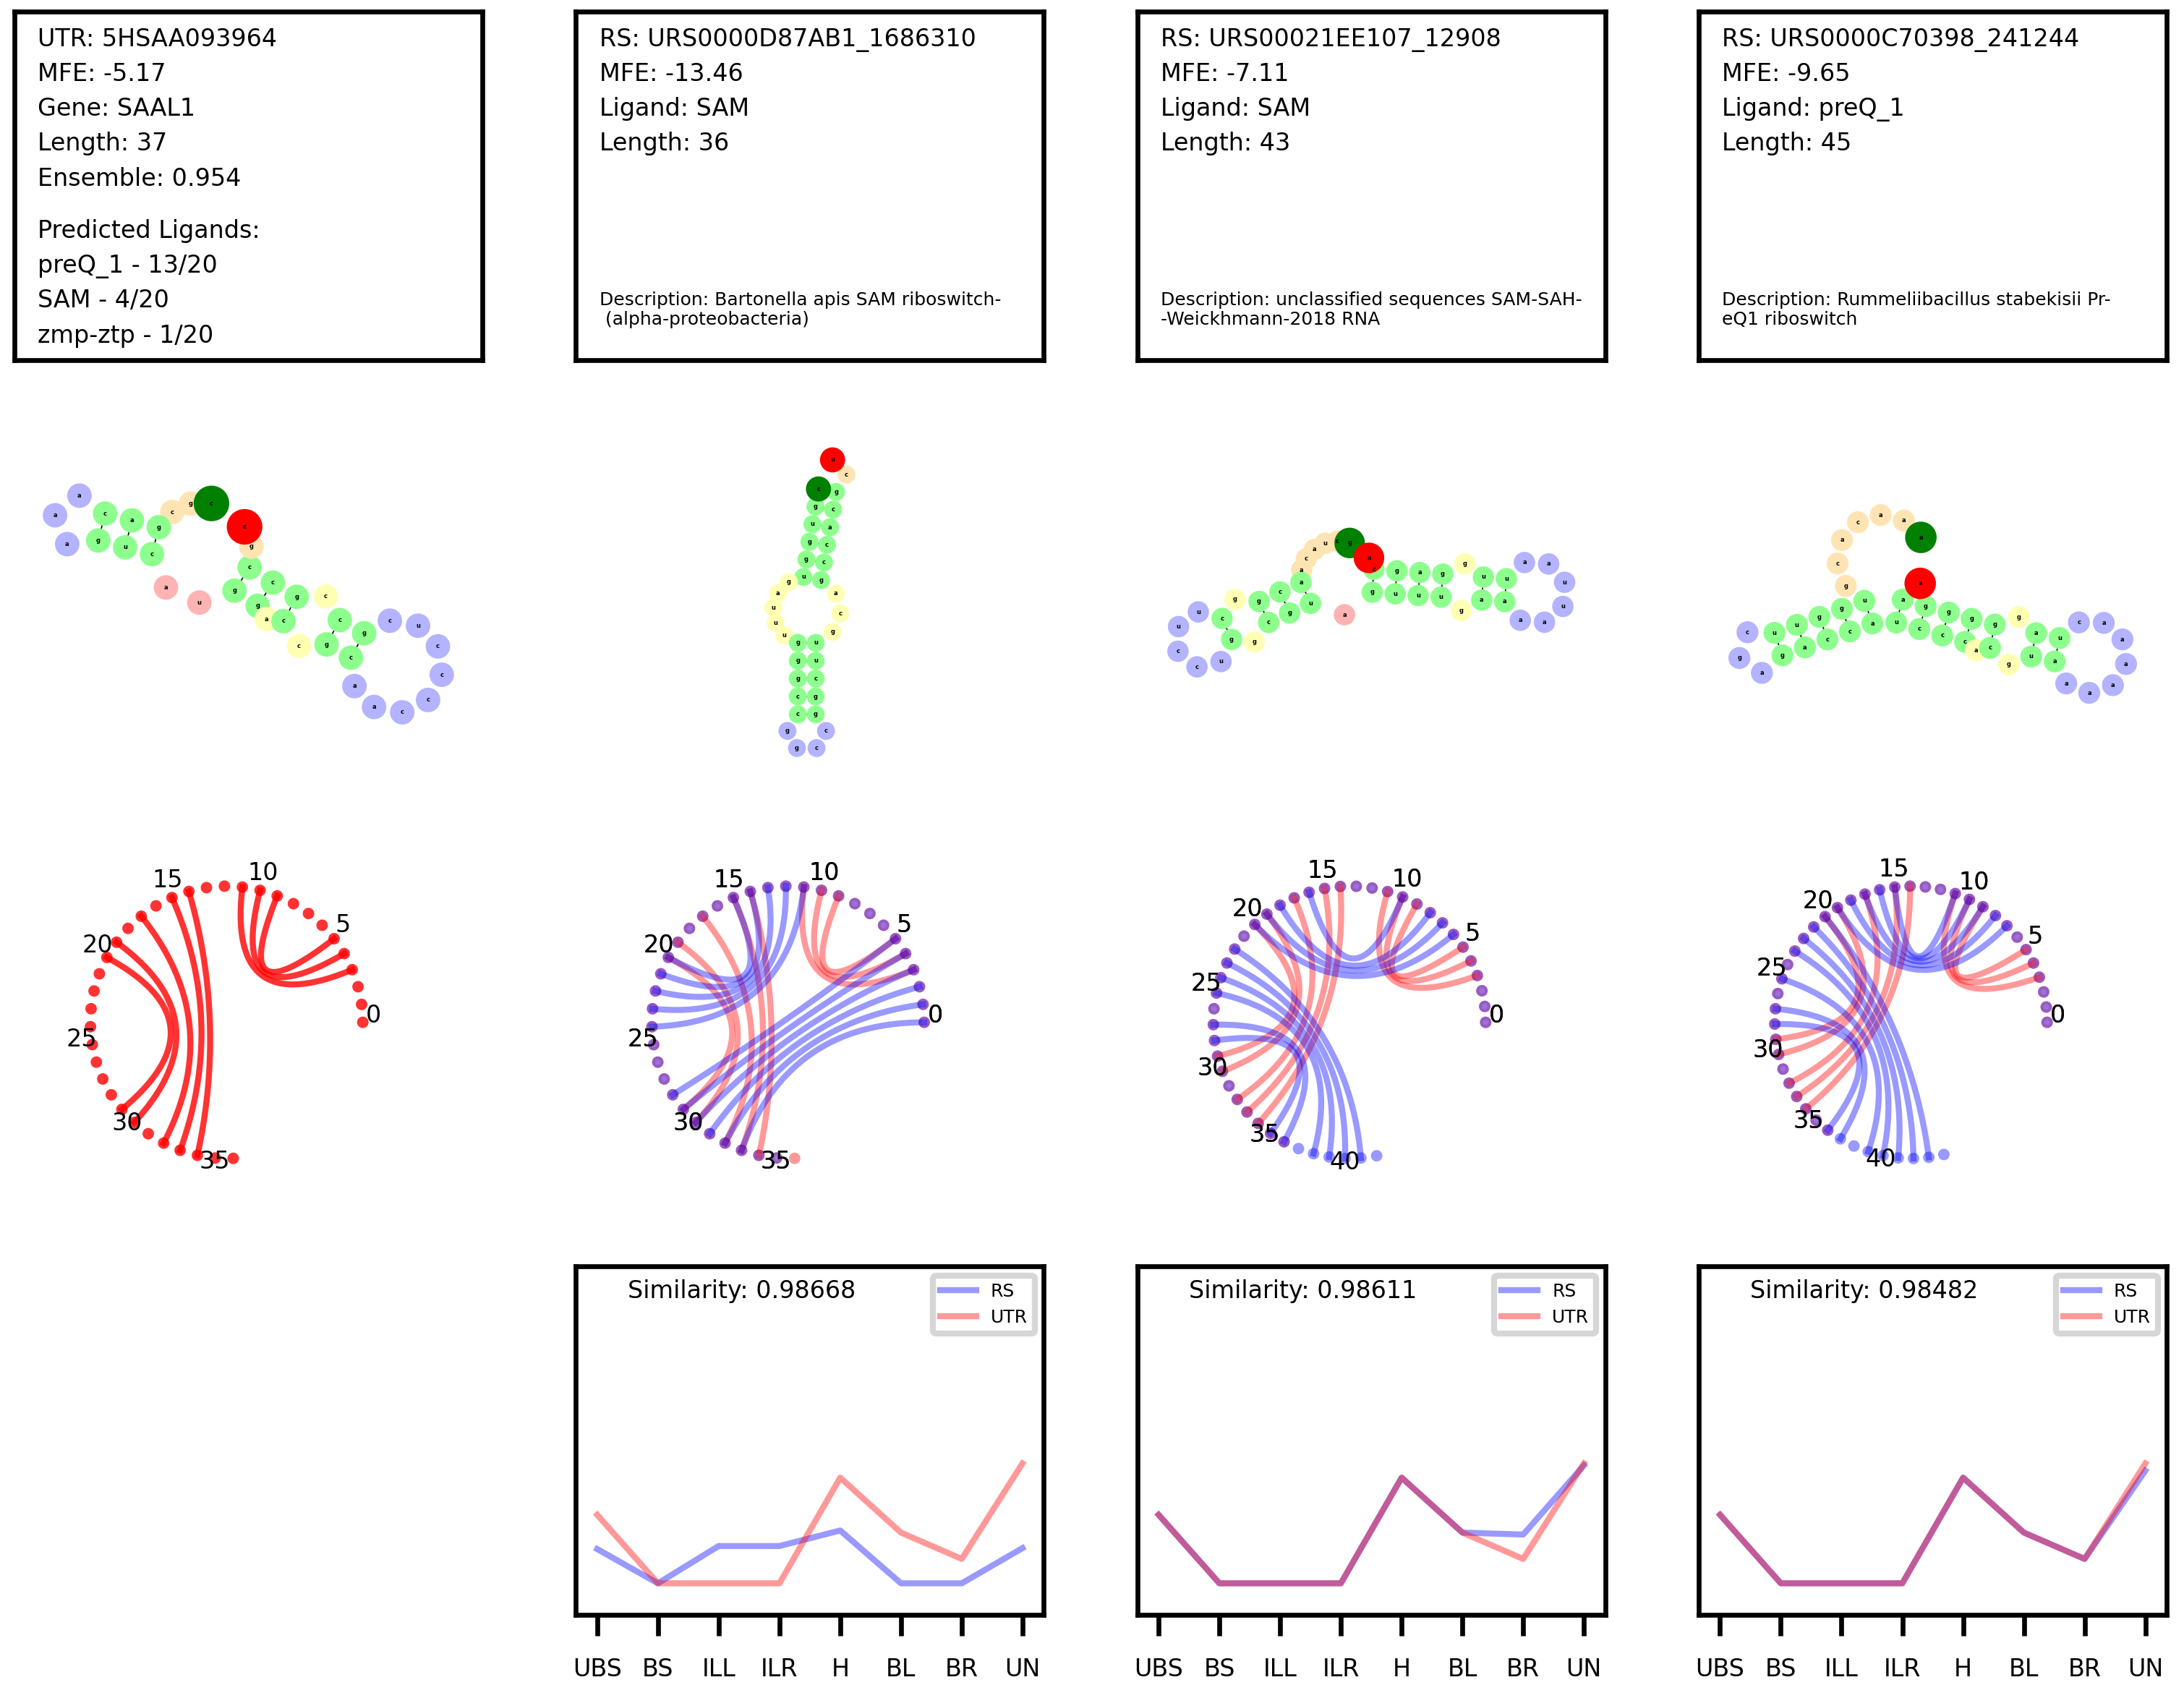 UTR: 5HSAA093964
MFE: -5.17
Gene: SAAL1
Length: 37
Ensemble: 0.954
Predicted Ligands:
preQ_1 - 13/20
SAM - 4/20
zmp-ztp - 1/20
RS: URS0000D87AB1_1686310
MFE: -13.46
Ligand: SAM
Length: 36
Description: Bartonella apis SAM riboswitch-
(alpha-proteobacteria)
RS: URS00021EE107_12908
MFE: -7.11
Ligand: SAM
Length: 43
Description: unclassified sequences SAM-SAH-
-Weickhmann-2018 RNA
RS: URS0000C70398_241244
MFE: -9.65
Ligand: preQ_1
Length: 45
Description: Rummeliibacillus stabekisii Pr-
eQ1 riboswitch
0 5 10 15 20 25 30 35
0 5 10 15 20 25 30 35
0 5 10 15 20 25 30 35 40
0 5 10 15 20 25 30 35 40
Similarity: 0.98668
RS
UTR
UBS BS ILL ILR H BL BR UN
Similarity: 0.98611
RS
UTR
UBS BS ILL ILR H BL BR UN
Similarity: 0.98482
RS
UTR
UBS BS ILL ILR H BL BR UN